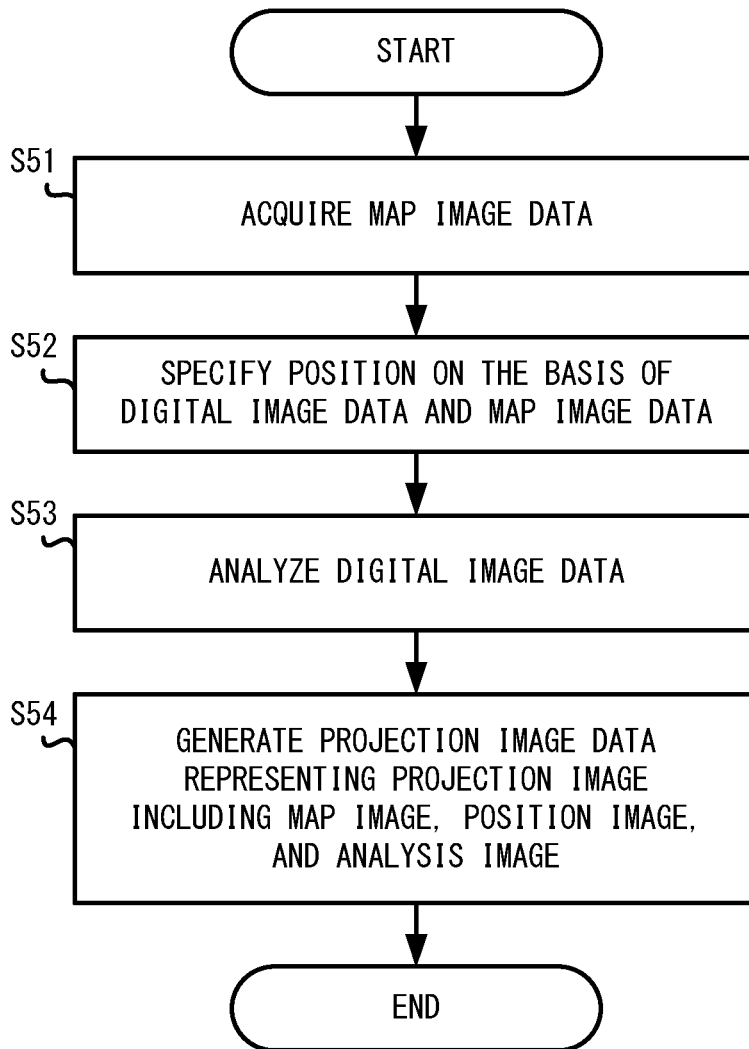 START
S51
ACQUIRE MAP IMAGE DATA
S52
SPECIFY POSITION ON THE BASIS OF
DIGITAL IMAGE DATA AND MAP IMAGE DATA
S53
ANALYZE DIGITAL IMAGE DATA
S54
GENERATE PROJECTION IMAGE DATA
REPRESENTING PROJECTION IMAGE
INCLUDING MAP IMAGE, POSITION IMAGE,
AND ANALYSIS IMAGE
END